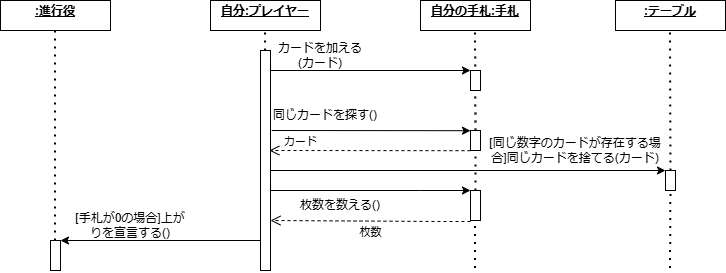 :進行役
自分:プレイヤー
自分の手札:手札
:テーブル
カードを加える
(カード)
同じカードを探す()
カード
[同じ数字のカードが存在する場
合]同じカードを捨てる(カード)
枚数を数える()
枚数
[手札が0の場合]上が
りを宣言する()